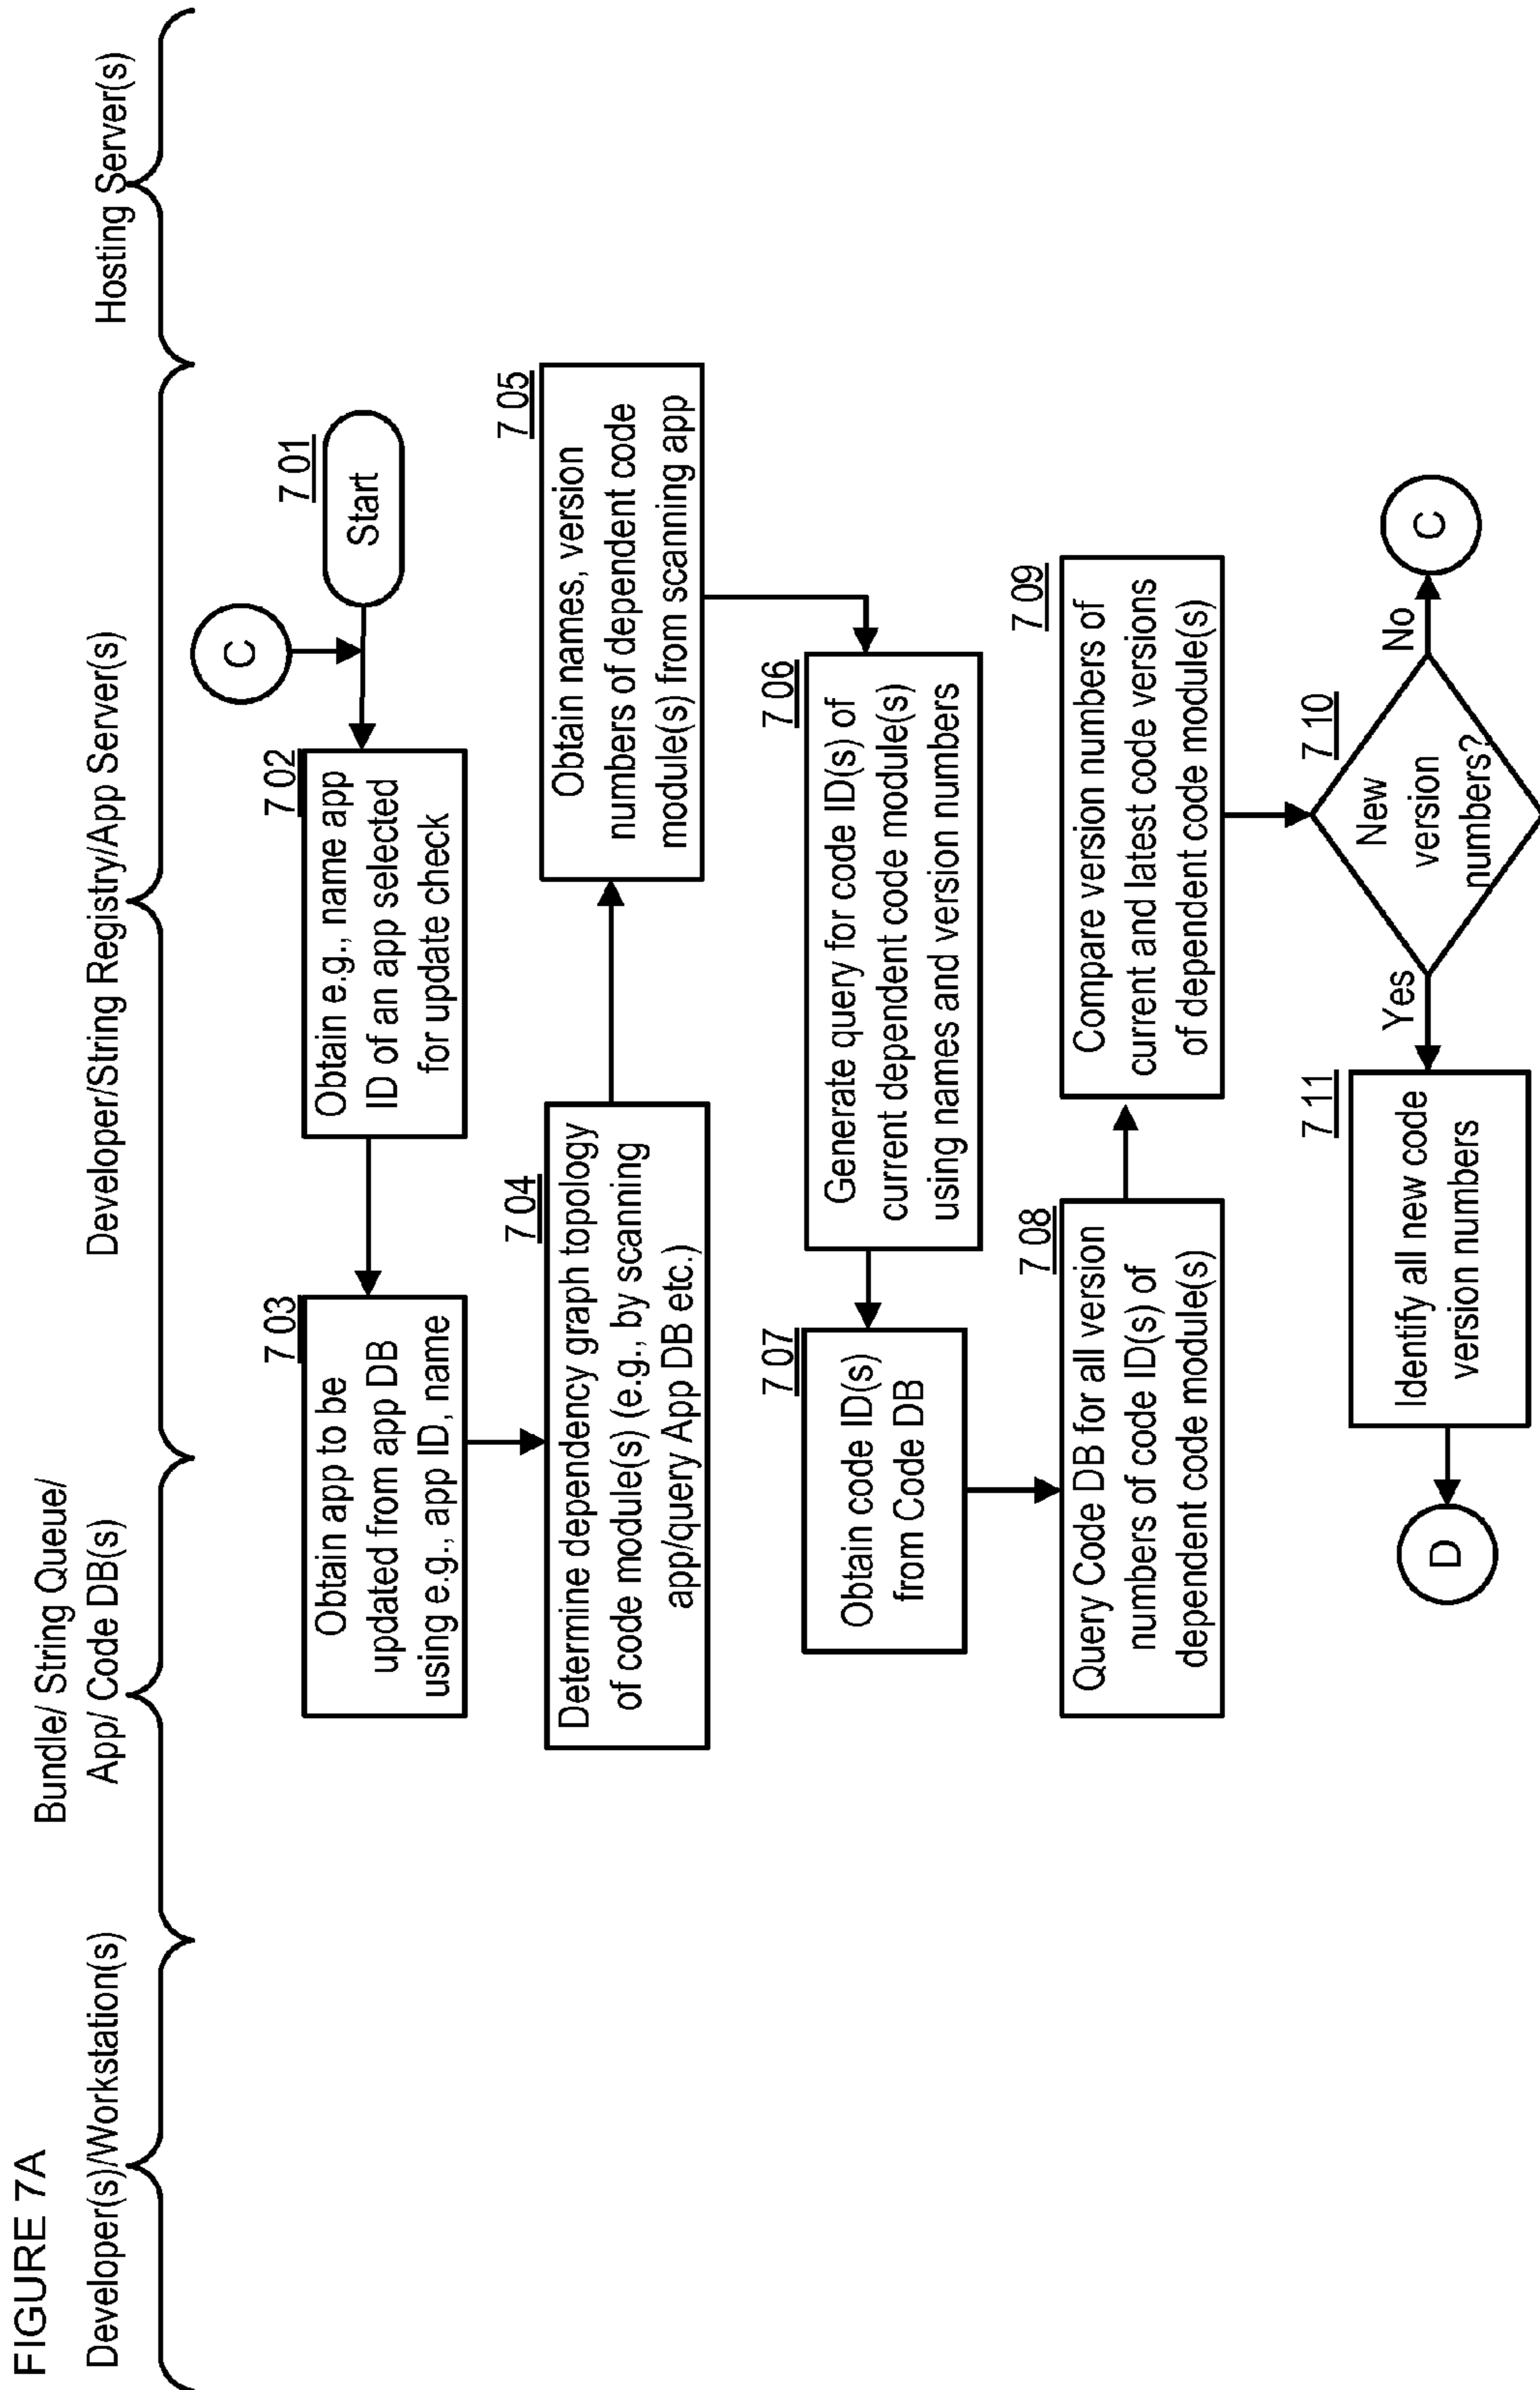 FIGURE 7A
Developer(s)/Workstation(s)
Bundle/ String Queue/
App/ Code DB(s)
Developer/String Registry/App Server(s)
Hosting Server(s)
C
7 01
Start
7 02
Obtain e.g., name app
ID of an app selected
for update check
7 03
Obtain app to be
updated from app DB
using e.g., app ID, name
7 04
Determine dependency graph topology
of code module(s) (e.g., by scanning
app/query App DB etc.)
7 05
Obtain names, version
numbers of dependent code
module(s) from scanning app
7 06
Generate query for code ID(s) of
current dependent code module(s)
using names and version numbers
7 07
Obtain code ID(s)
from Code DB
7 08
Query Code DB for all version
numbers of code ID(s) of
dependent code module(s)
7 09
Compare version numbers of
current and latest code versions
of dependent code module(s)
7 10
New
version
numbers?
No
C
Yes
7 11
Identify all new code
version numbers
D